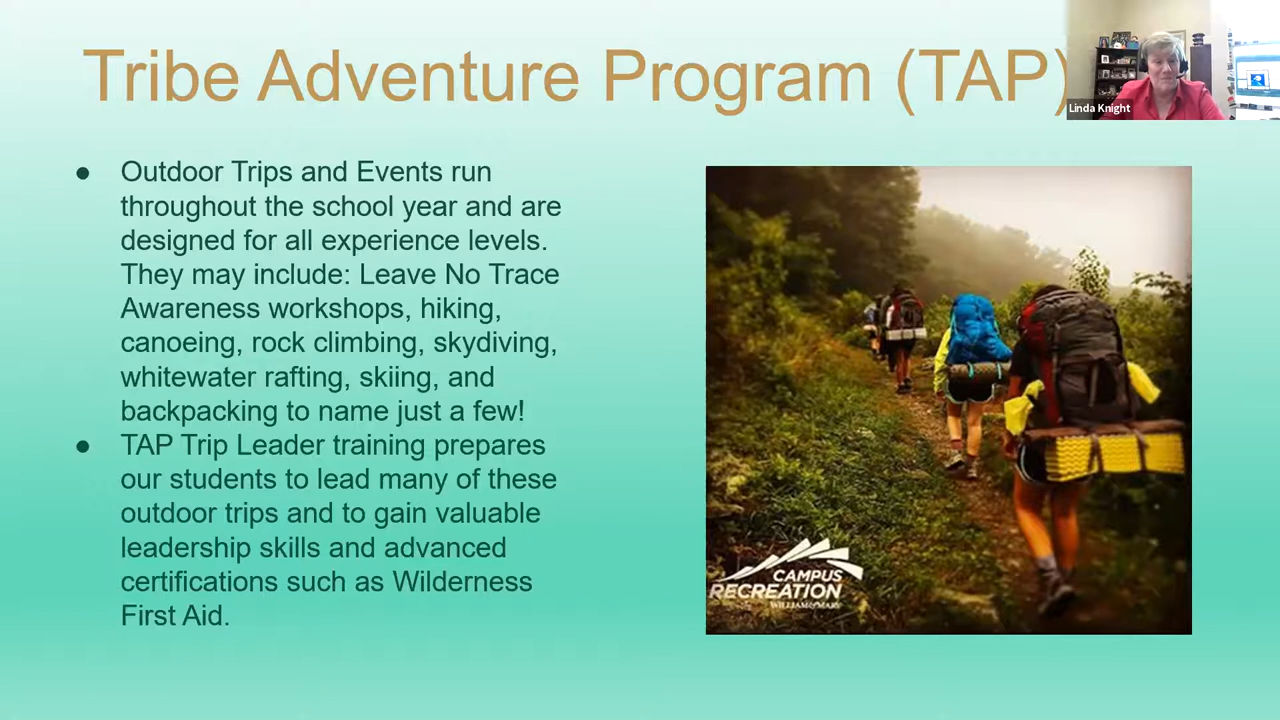 Tribe Adventure Program (TAP)
Linda Knight
● Outdoor Trips and Events run
throughout the school year and are
designed for all experience levels.
They may include: Leave No Trace
Awareness workshops, hiking,
canoeing, rock climbing, skydiving,
whitewater rafting, skiing, and
backpacking to name just a few!
● TAP Trip Leader training prepares
our students to lead many of these
outdoor trips and to gain valuable
leadership skills and advanced
certifications such as Wilderness
First Aid.
CAMPUS
RECREATION
WILLIAM & MARY